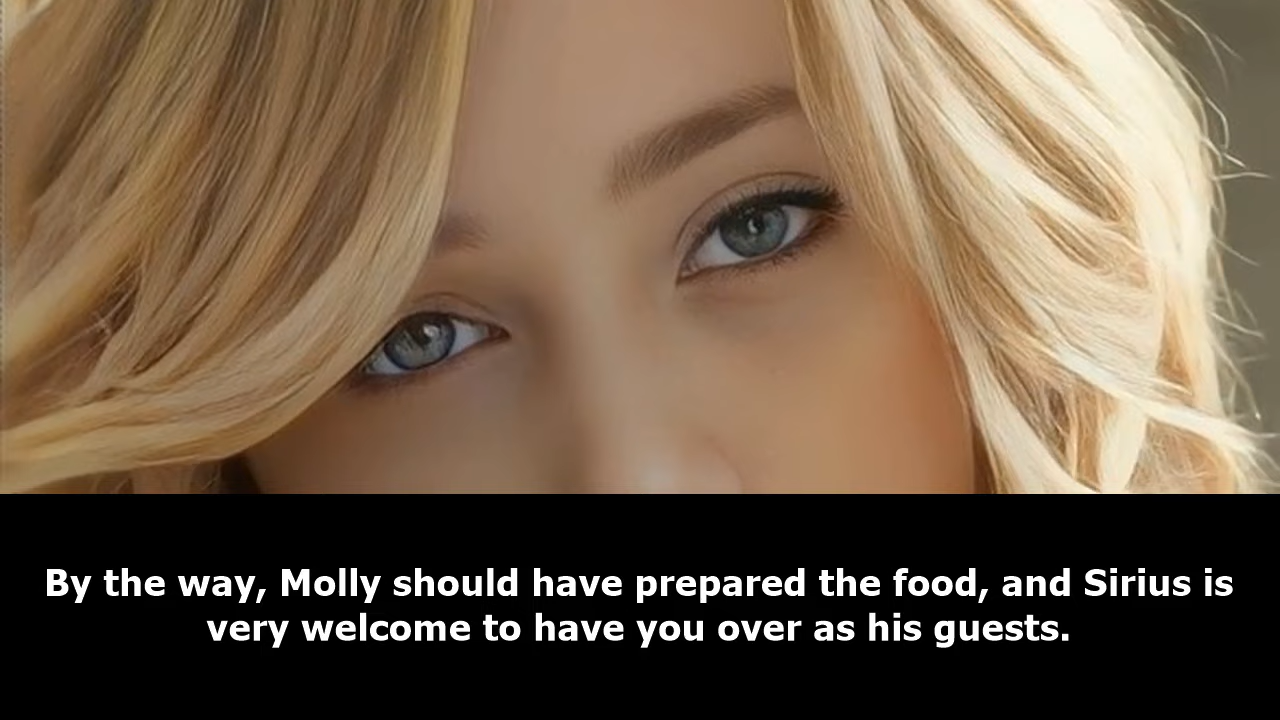 By the way, Molly should have prepared the food, and Sirius is
very welcome to have you over as his guests.